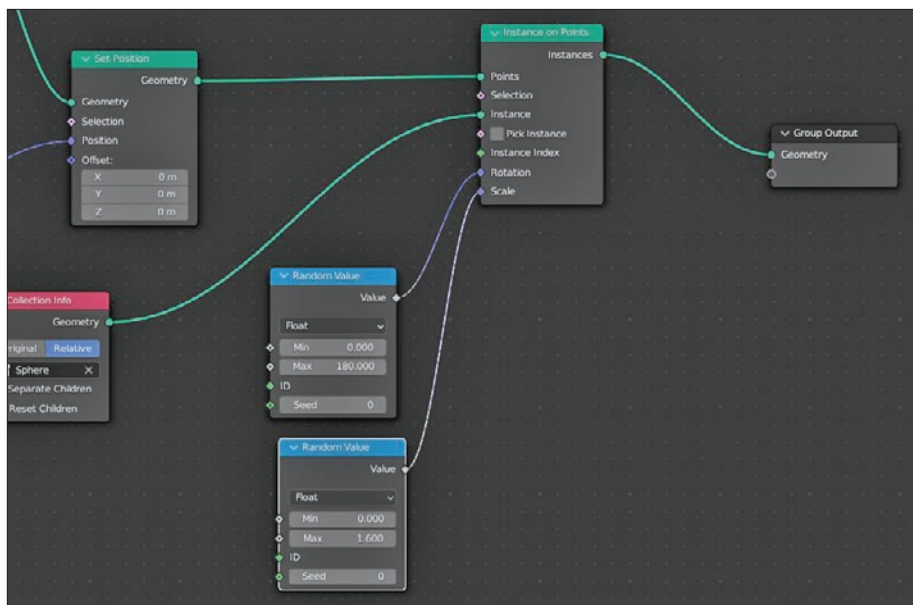 Set Position
Geometry
Geometry
Selection
Position
Offset:
X 0 m
Y 0 m
Z 0 m
Instance on Points
Instances
Points
Selection
Instance
Pick Instance
Instance Index
Rotation
Scale
Group Output
Geometry
Collection Info
Geometry
riginal Relative
Sphere
Separate Children
Reset Children
Random Value
Value
Float
Min 0.000
Max 180.000
ID
Seed 0
Random Value
Value
Float
Min 0.000
Max 1.600
ID
Seed 0